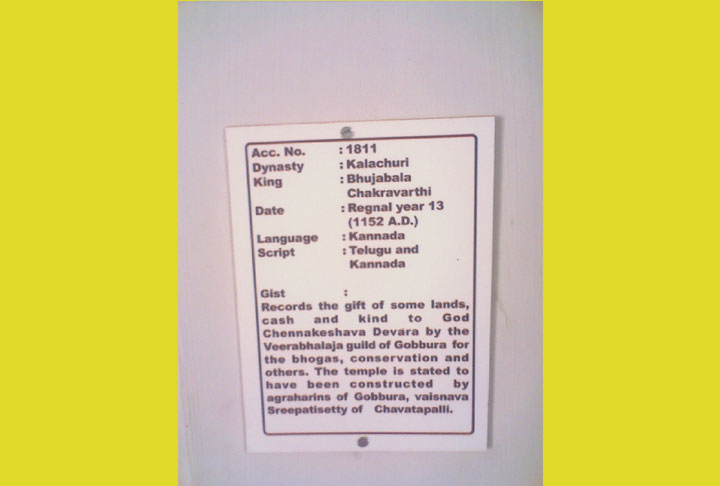 Acc. No. : 1811
Dynasty : Kalachuri
King : Bhujabala
Chakravarthi
Date : Regnal year 13
(1152 A.D.)
Language : Kannada
Script : Telugu and
Kannada
Gist :
Records the gift of some lands,
cash and kind to God
Chennakeshava Devara by the
Veerabhalaja guild of Gobbura for
the bhogas, conservation and
others. The temple is stated to
have been constructed by
agraharins of Gobbura, vaisnava
Sreepatisetty of Chavatapalli.